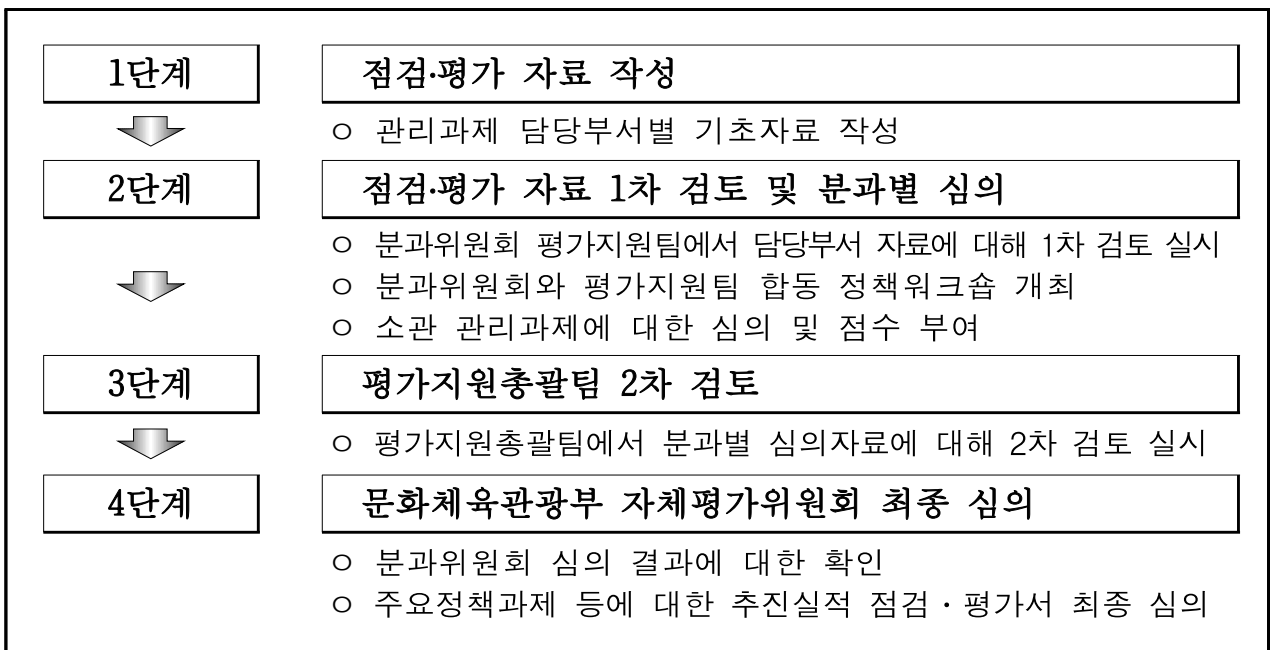 1단계
점검·평가 자료 작성
ㅇ 관리과제 담당부서별 기초자료 작성
2단계
점검·평가 자료 1차 검토 및 분과별 심의
ㅇ 분과위원회 평가지원팀에서 담당부서 자료에 대해 1차 검토 실시
ㅇ 분과위원회와 평가지원팀 합동 정책워크숍 개최
ㅇ 소관 관리과제에 대한 심의 및 점수 부여
3단계
평가지원총괄팀 2차 검토
ㅇ 평가지원총괄팀에서 분과별 심의자료에 대해 2차 검토 실시
4단계
문화체육관광부 자체평가위원회 최종 심의
ㅇ 분과위원회 심의 결과에 대한 확인
ㅇ 주요정책과제 등에 대한 추진실적 점검·평가서 최종 심의